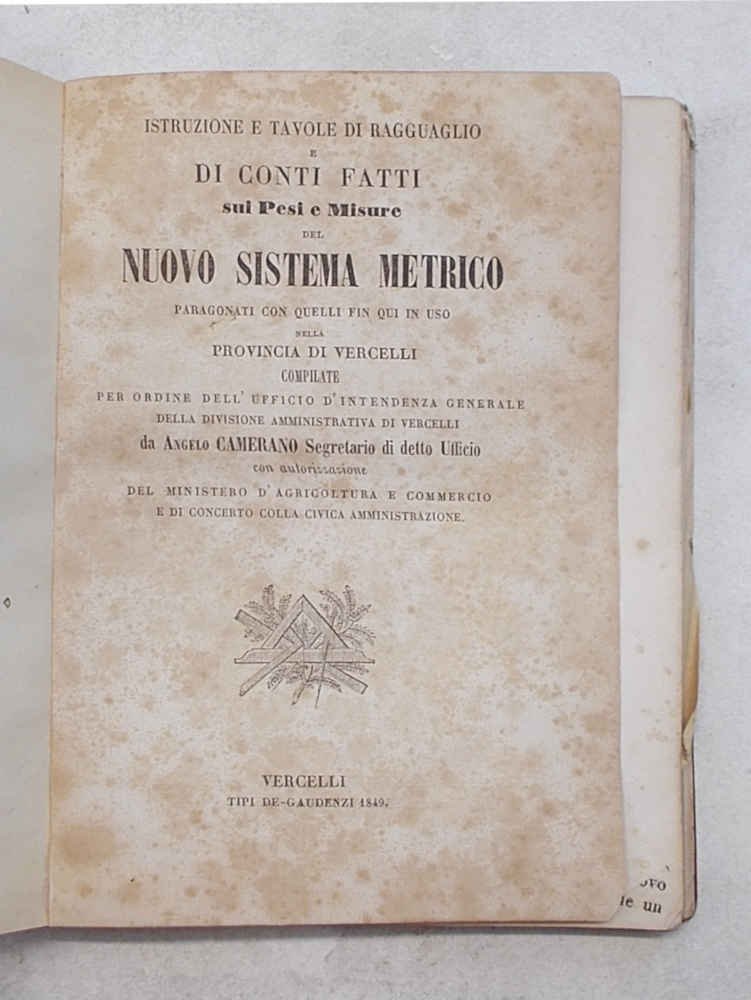 ISTRUZIONE E TAVOLE DI RAGGUAGLIO
E
DI CONTI FATTI
sui Pesi e Misure
DEL
NUOVO SISTEMA METRICO
PARAGONATI CON QUELLI FIN QUI IN USO
NELLA
PROVINCIA DI VERCELLI
COMPILATE
PER ORDINE DELL' UFFICIO D'INTENDENZA GENERALE
DELLA DIVISIONE AMMINISTRATIVA DI VERCELLI
da ANGELO CAMERANO Segretario di detto Ufficio
con autorizzazione
DEL MINISTERO D'AGRICOLTURA E COMMERCIO
E DI CONCERTO COLLA CIVICA AMMINISTRAZIONE.
VERCELLI
TIPI DE-GAUDENZI 1849.
un